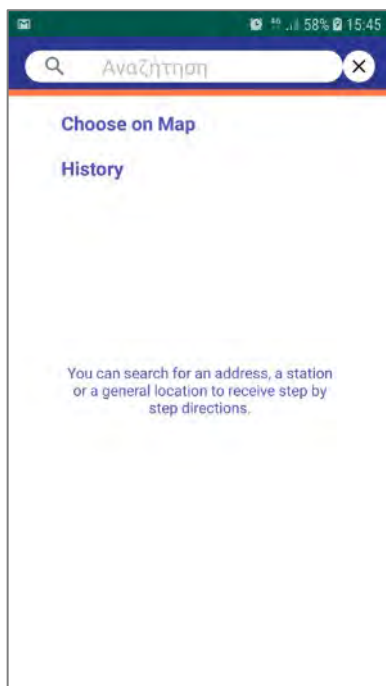 58% 15:45
Αναζήτηση
Choose on Map
History
You can search for an address, a station
or a general location to receive step by
step directions.